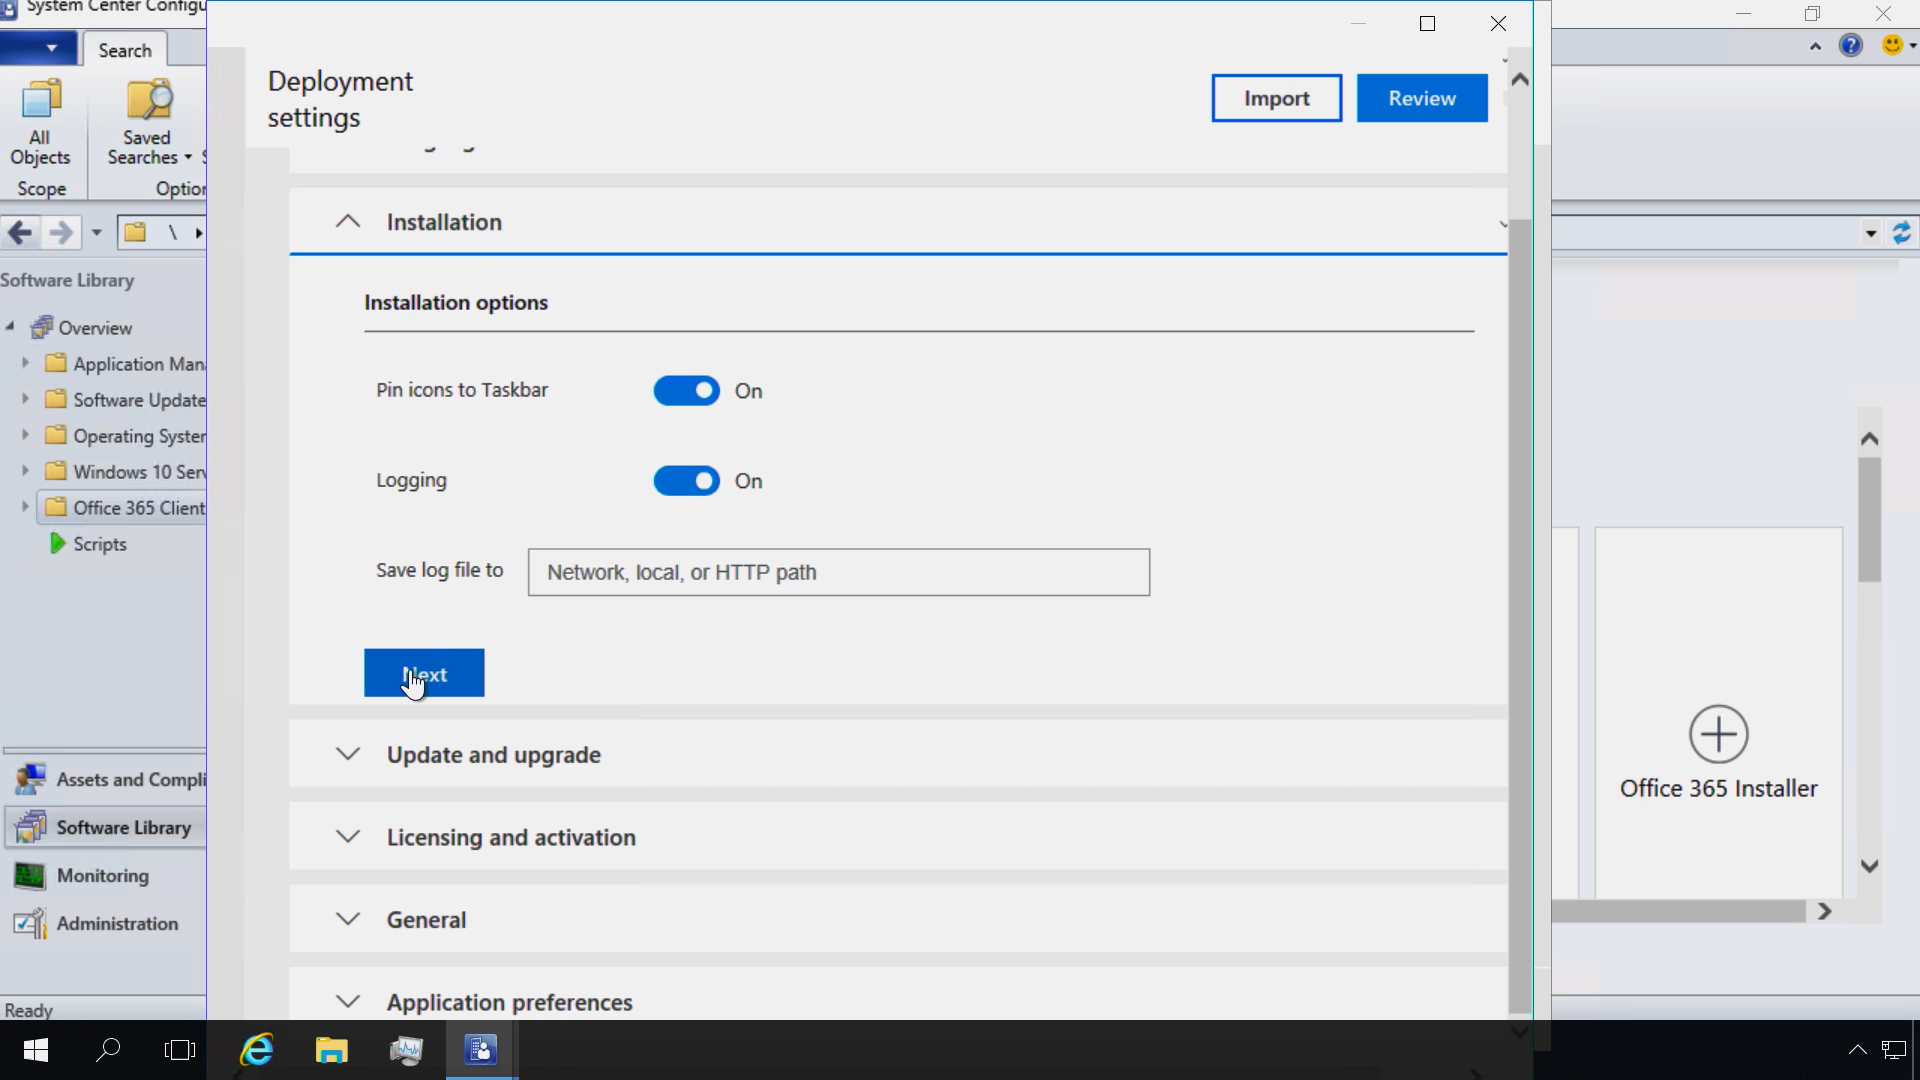 System Center Configu
Search
Deployment
settings
Import
Review
All
Objects
Saved
Searches
Scope
Option
Installation
\
Software Library
Installation options
Overview
Application Man
Pin icons to Taskbar
On
Software Update
Operating System
Windows 10 Serv
Logging
On
Office 365 Client
Scripts
Save log file to
Network, local, or HTTP path
Next
Update and upgrade
Assets and Compli
Office 365 Installer
Software Library
Licensing and activation
Monitoring
General
Administration
Application preferences
Ready